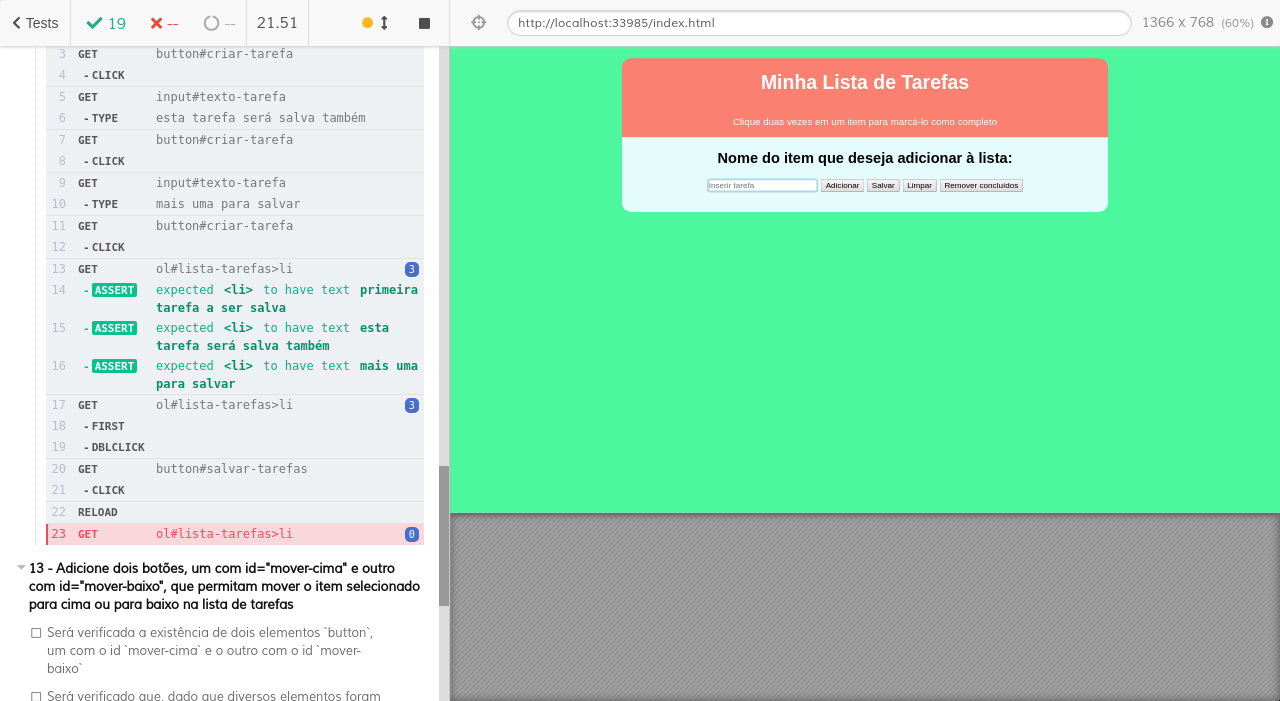 Tests 19 -- -- 21.51 http://localhost:33985/index.html 1366 x 768 (60%)
3 GET button#criar-tarefa
4 - CLICK
5 GET input#texto-tarefa
6 - TYPE esta tarefa será salva também
7 GET button#criar-tarefa
8 - CLICK
9 GET input#texto-tarefa
10 - TYPE mais uma para salvar
11 GET button#criar-tarefa
12 - CLICK
13 GET ol#lista-tarefas>li 3
14 - ASSERT expected <li> to have text primeira
tarefa a ser salva
15 - ASSERT expected <li> to have text esta
tarefa será salva também
16 - ASSERT expected <li> to have text mais uma
para salvar
17 GET ol#lista-tarefas>li 3
18 - FIRST
19 - DBLCLICK
20 GET button#salvar-tarefas
21 - CLICK
22 RELOAD
23 GET ol#lista-tarefas>li 0
13 - Adicione dois botões, um com id="mover-cima" e outro
com id="mover-baixo", que permitam mover o item selecionado
para cima ou para baixo na lista de tarefas
Será verificada a existência de dois elementos `button`,
um com o id `mover-cima` e o outro com o id `mover-
baixo`
Será verificado que, dado que diversos elementos foram
Minha Lista de Tarefas
Clique duas vezes em um item para marcá-lo como completo
Nome do item que deseja adicionar à lista:
Inserir tarefa Adicionar Salvar Limpar Remover concluídos